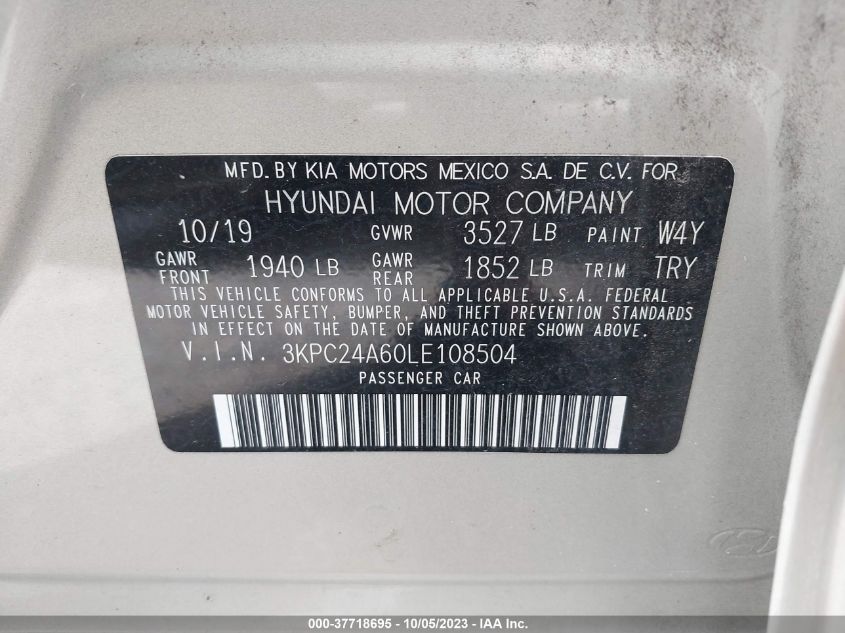 MFD. BY KIA MOTORS MEXICO S.A. DE C.V. FOR
HYUNDAI MOTOR COMPANY
10/19 GVWR 3527 LB PAINT W4Y
GAWR FRONT 1940 LB GAWR REAR 1852 LB TRIM TRY
THIS VEHICLE CONFORMS TO ALL APPLICABLE U.S.A. FEDERAL
MOTOR VEHICLE SAFETY, BUMPER, AND THEFT PREVENTION STANDARDS
IN EFFECT ON THE DATE OF MANUFACTURE SHOWN ABOVE.
V.I.N. 3KPC24A60LE108504
PASSENGER CAR
000-37718695 - 10/05/2023 - IAA Inc.